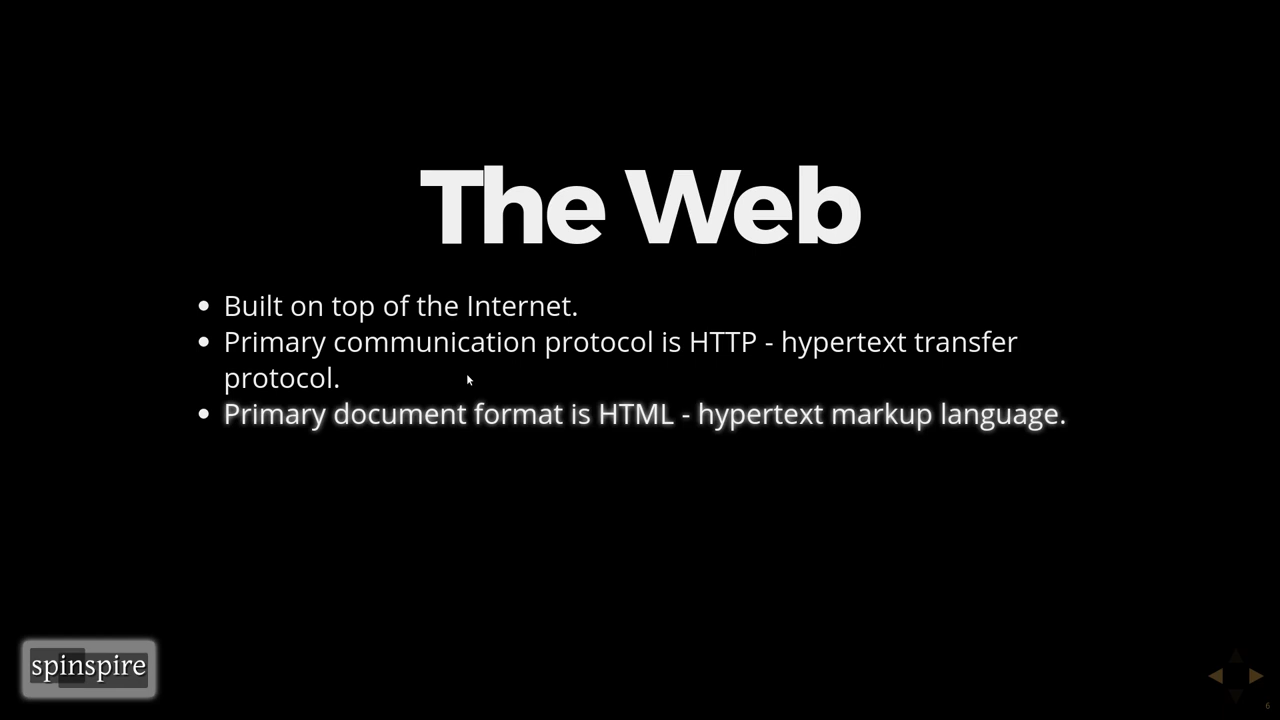 The Web
Built on top of the Internet.
Primary communication protocol is HTTP - hypertext transfer
protocol.
Primary document format is HTML - hypertext markup language.
spinspire
6